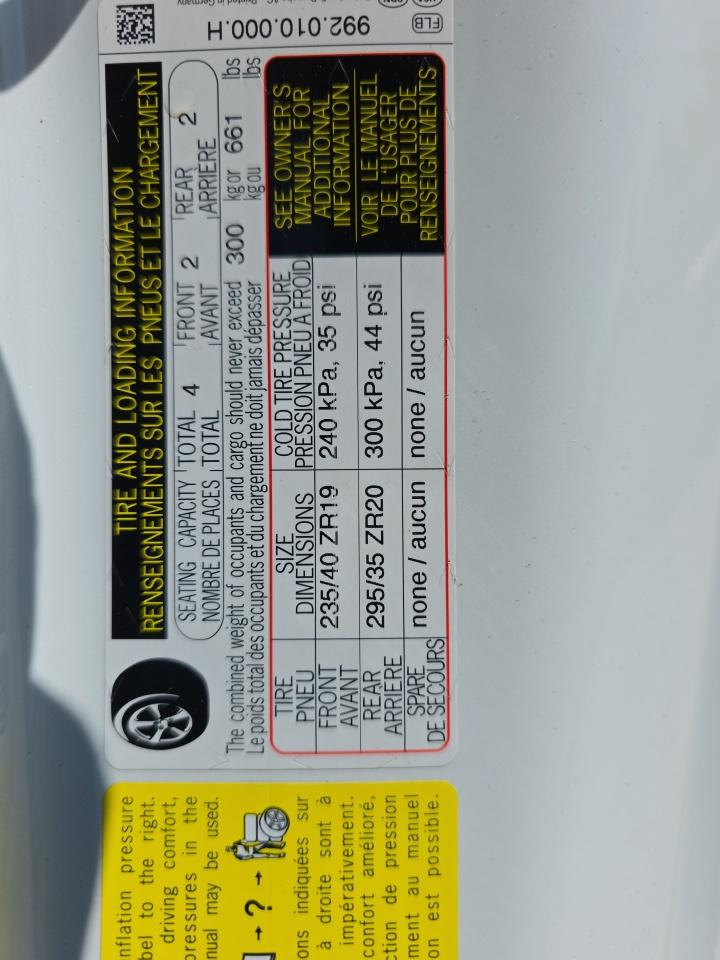 TIRE AND LOADING INFORMATION
RENSEIGNEMENTS SUR LES PNEUS ET LE CHARGEMENT
SEATING CAPACITY TOTAL 4 FRONT 2 REAR 2
NOMBRE DE PLACES TOTAL AVANT ARRIÈRE
The combined weight of occupants and cargo should never exceed 300 kg or 661 lbs
Le poids total des occupants et du chargement ne doit jamais dépasser kg ou lbs
TIRE SIZE COLD TIRE PRESSURE
PNEU DIMENSIONS PRESSION PNEU A FROID
FRONT
AVANT
235/40 ZR19 240 kPa, 35 psi
REAR
ARRIERE
295/35 ZR20 300 kPa, 44 psi
SPARE
DE SECOURS
none / aucun none / aucun
SEE OWNER'S
MANUAL FOR
ADDITIONAL
INFORMATION
VOIR LE MANUEL
DE L'USAGER
POUR PLUS DE
RENSEIGNEMENTS
FLB
992.010.000.H
Printed in Germany
nflation pressure
bel to the right.
driving comfort,
pressures in the
nual may be used.
?
ons indiquées sur
à droite sont à
impérativement.
confort amélioré,
ction de pression
ment au manuel
on est possible.